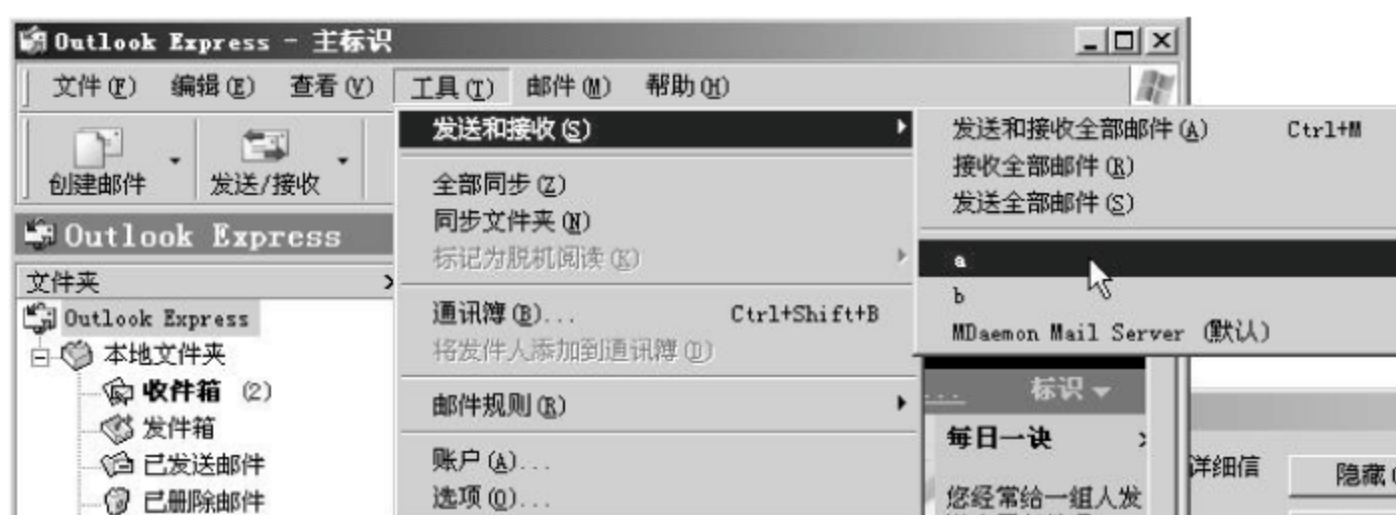 Outlook Express - 主标识
文件(F) 编辑(E) 查看(V) 工具(T) 邮件(M) 帮助(H)
创建邮件 发送/接收
Outlook Express
文件夹
Outlook Express
本地文件夹
收件箱 (2)
发件箱
已发送邮件
已删除邮件
发送和接收(S)
全部同步(Z)
同步文件夹(N)
标记为脱机阅读(K)
通讯簿(B)... Ctrl+Shift+B
将发件人添加到通讯簿(D)
邮件规则(R)
账户(A)...
选项(O)...
发送和接收全部邮件(A) Ctrl+M
接收全部邮件(R)
发送全部邮件(S)
a
b
MDaemon Mail Server (默认)
... 标识
每日一诀
您经常给一组人发
详细信
隐藏(